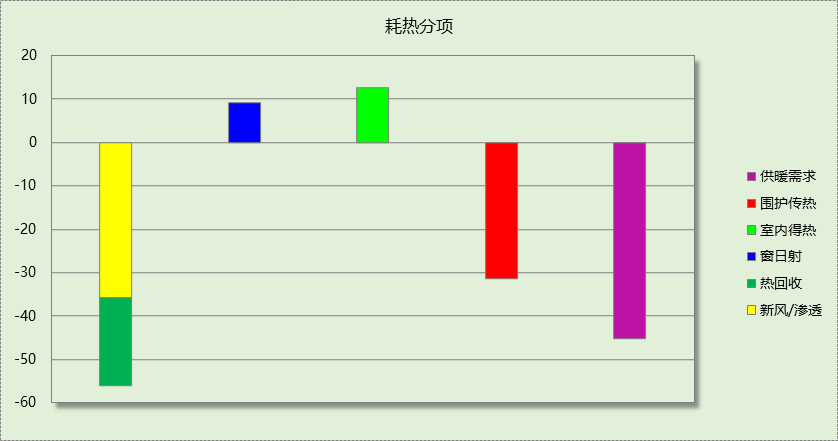 耗热分项
20
10
0
-10
-20
-30
-40
-50
-60
供暖需求
围护传热
室内得热
窗日射
热回收
新风/渗透